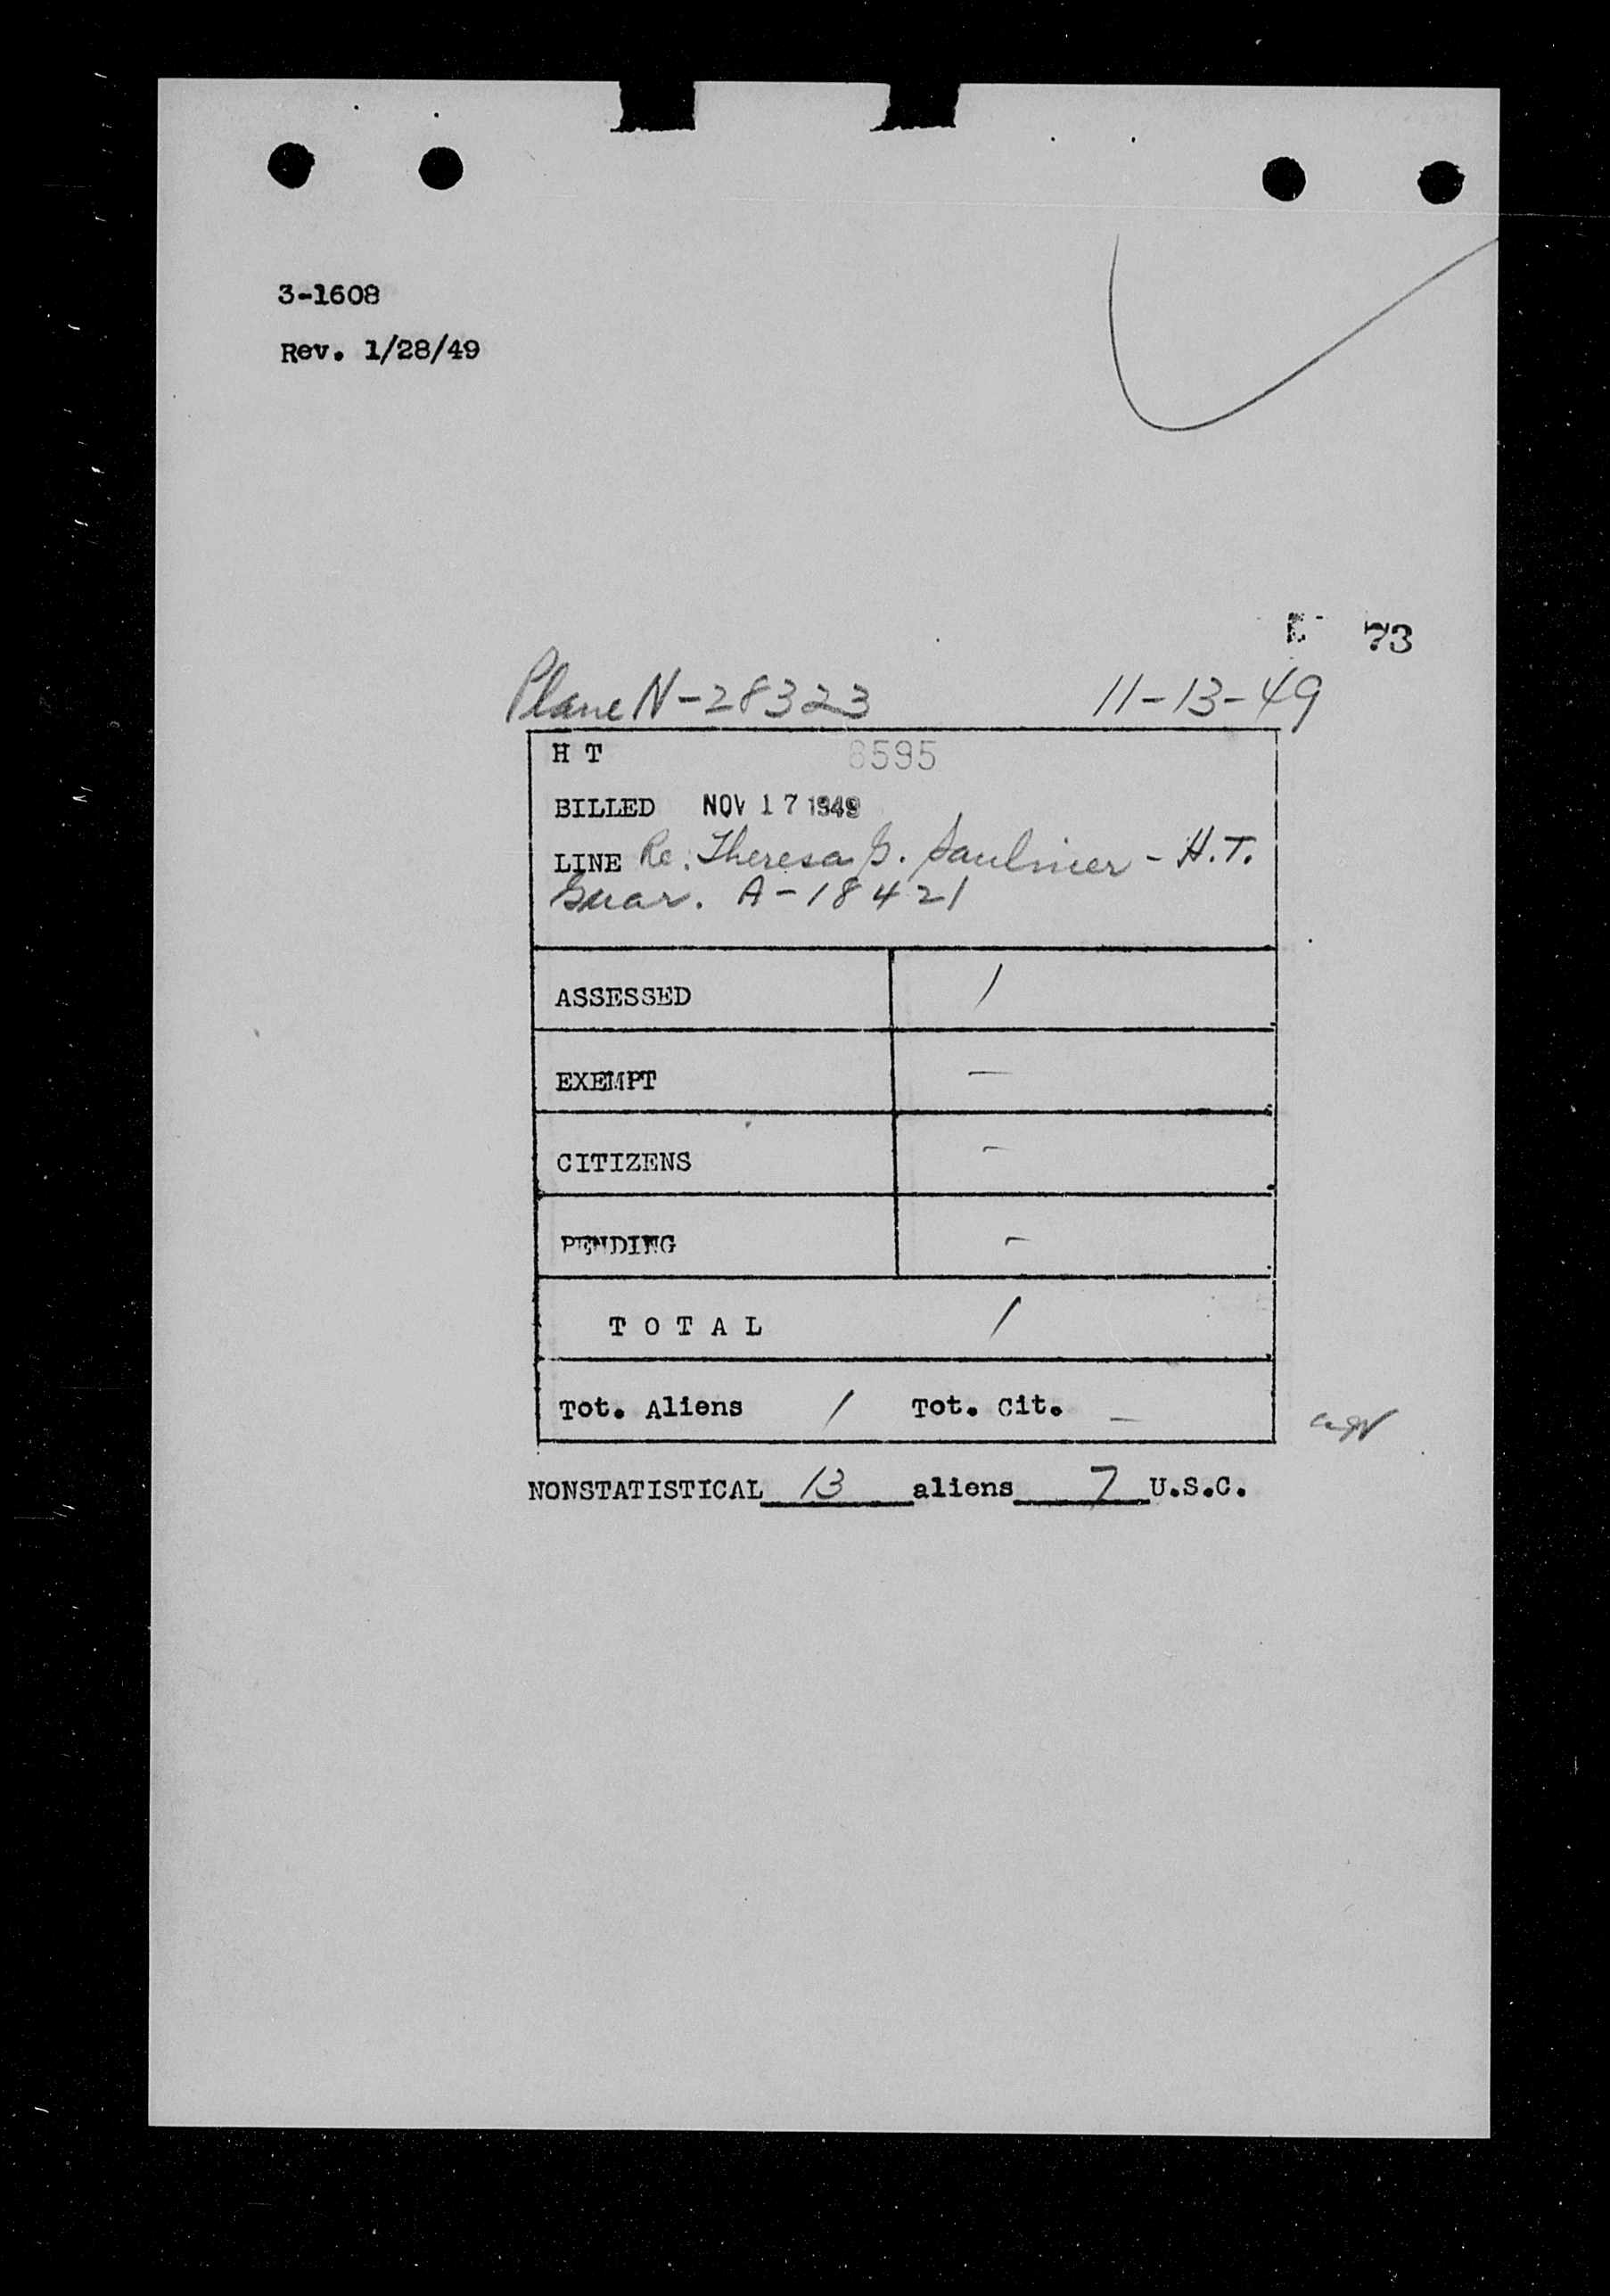 3-1608
Rev. 1/28/49
73
Plane N-28323 11-13-49
H T 8595
BILLED NOV 17 1949
LINE Re. Theresa G. Saulnier - H.T.
Guar. A-18421
ASSESSED 1
EXEMPT —
CITIZENS —
PENDING —
TOTAL 1
Tot. Aliens 1 Tot. Cit. —
NONSTATISTICAL 13 aliens 7 U.S.C.